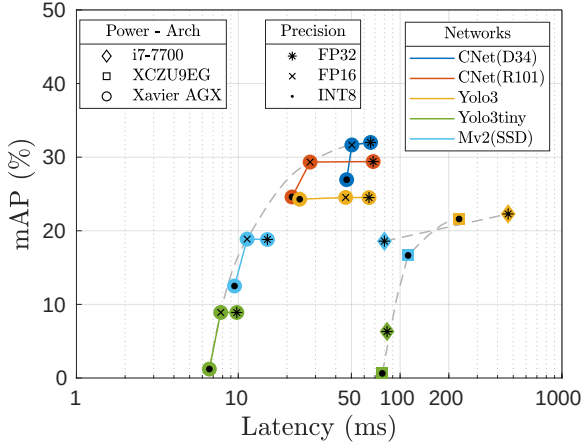 50
40
30
20
10
0
mAP (%)
Power - Arch
i7-7700
XCZU9EG
Xavier AGX
Precision
FP32
FP16
INT8
Networks
CNet(D34)
CNet(R101)
Yolo3
Yolo3tiny
Mv2(SSD)
1 10 50 100 200 1000
Latency (ms)